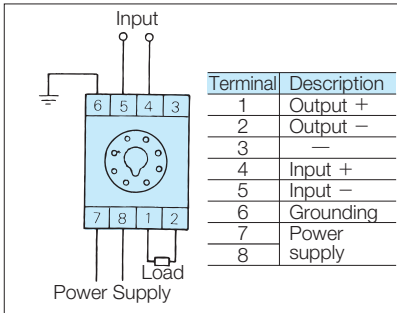 Input
6 5 4 3
7 8 1 2
Load
Power Supply
Terminal Description
1 Output +
2 Output −
3 —
4 Input +
5 Input −
6 Grounding
7 Power
8 supply